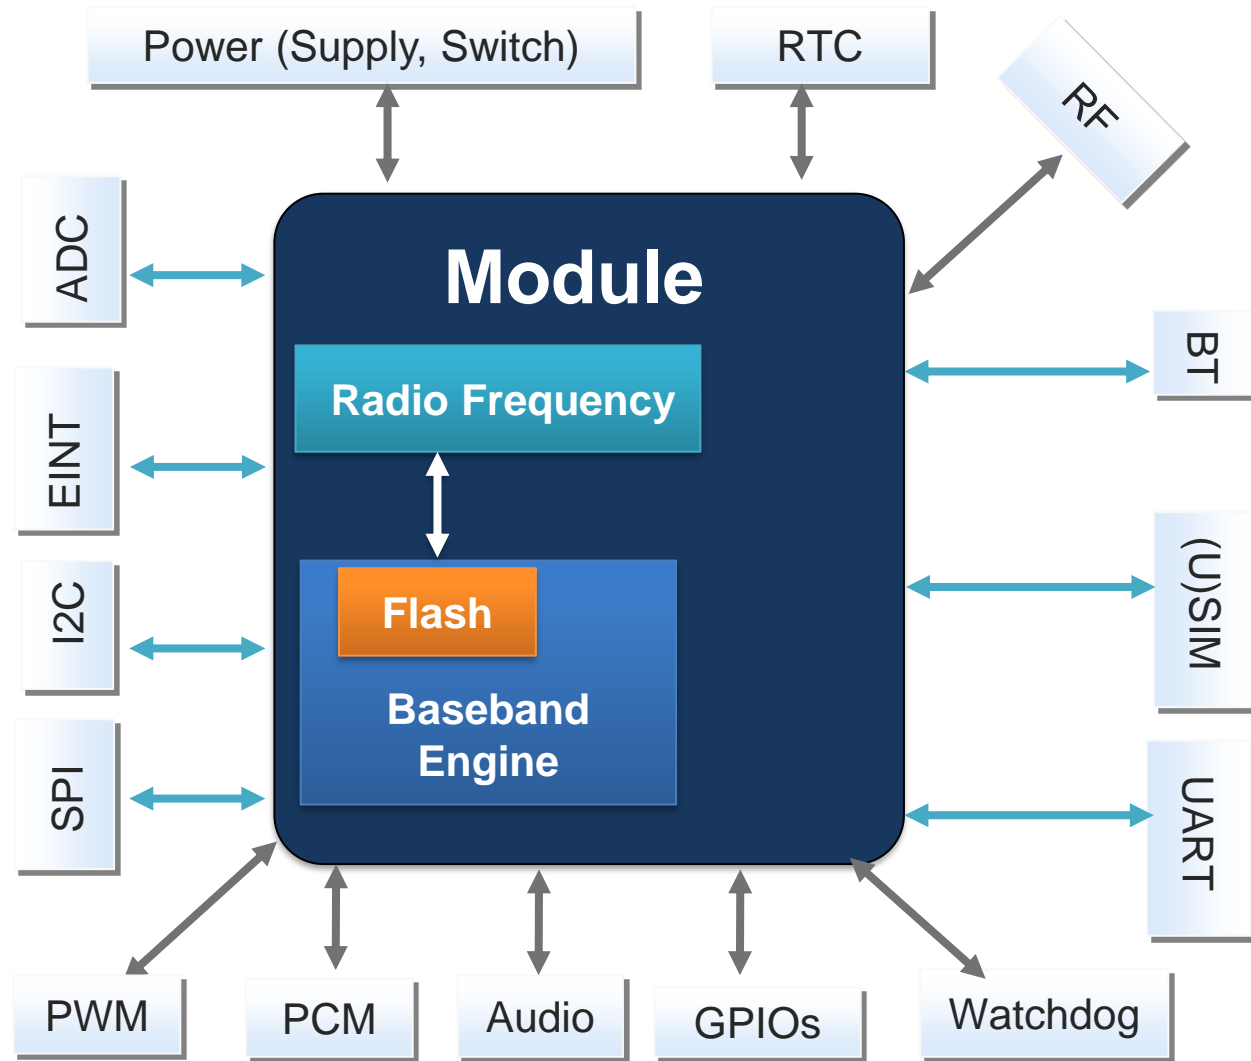 Power (Supply, Switch)
RTC
RF
ADC
Module
BT
Radio Frequency
EINT
(U)SIM
I2C
Flash
Baseband
Engine
SPI
UART
PWM
PCM
Audio
GPIOs
Watchdog